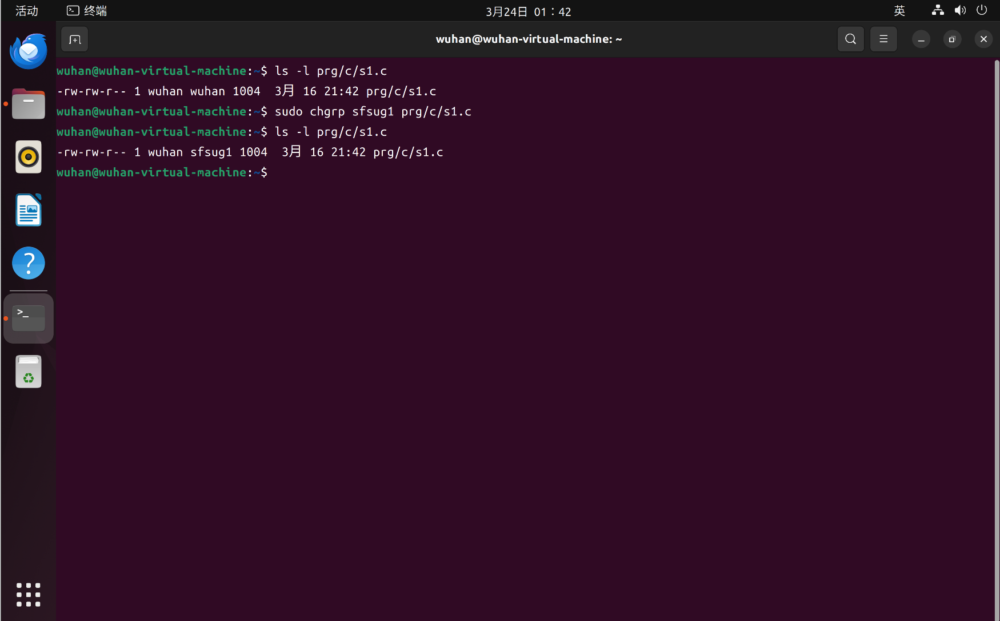 活动 终端 3月24日 01：42 英
wuhan@wuhan-virtual-machine: ~
wuhan@wuhan-virtual-machine:~$ ls -l prg/c/s1.c
-rw-rw-r-- 1 wuhan wuhan 1004  3月 16 21:42 prg/c/s1.c
wuhan@wuhan-virtual-machine:~$ sudo chgrp sfsug1 prg/c/s1.c
wuhan@wuhan-virtual-machine:~$ ls -l prg/c/s1.c
-rw-rw-r-- 1 wuhan sfsug1 1004  3月 16 21:42 prg/c/s1.c
wuhan@wuhan-virtual-machine:~$